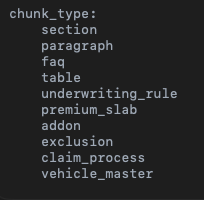 chunk_type:
    section
    paragraph
    faq
    table
    underwriting_rule
    premium_slab
    addon
    exclusion
    claim_process
    vehicle_master